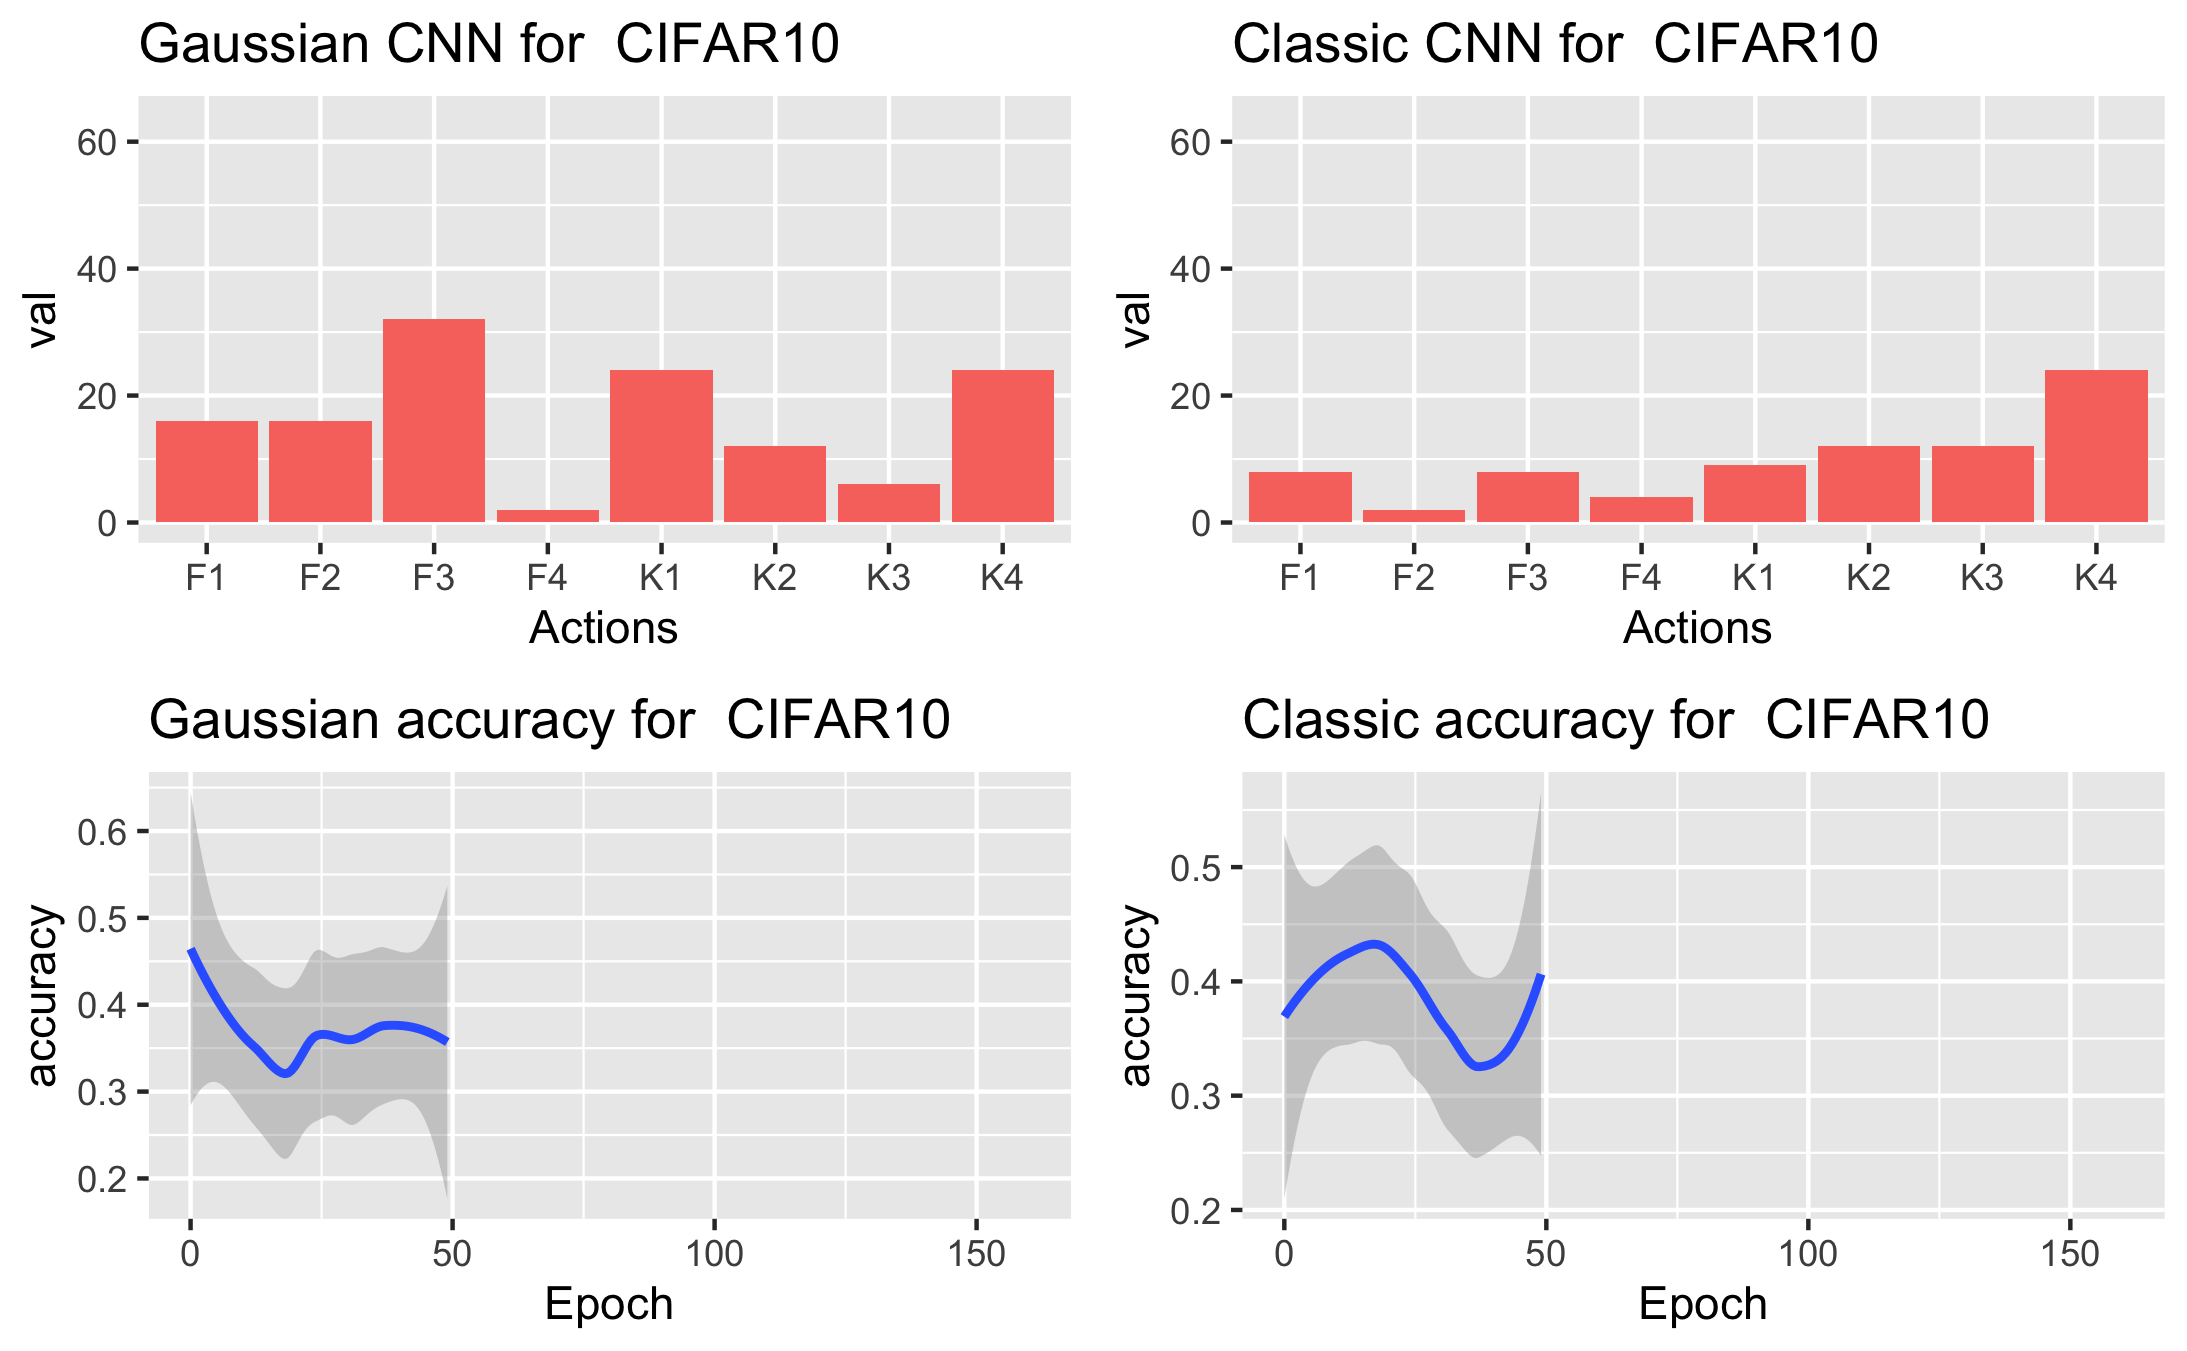 Gaussian CNN for  CIFAR10
60
40
20
0
val
F1 F2 F3 F4 K1 K2 K3 K4
Actions
Classic CNN for  CIFAR10
60
40
20
0
val
F1 F2 F3 F4 K1 K2 K3 K4
Actions
Gaussian accuracy for  CIFAR10
0.6
0.5
0.4
0.3
0.2
accuracy
0 50 100 150
Epoch
Classic accuracy for  CIFAR10
0.5
0.4
0.3
0.2
accuracy
0 50 100 150
Epoch